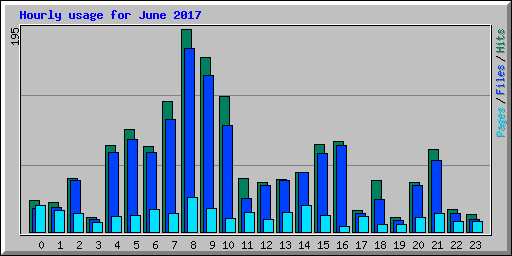 Hourly usage for June 2017
195
Pages/Files/Hits
0 1 2 3 4 5 6 7 8 9 10 11 12 13 14 15 16 17 18 19 20 21 22 23